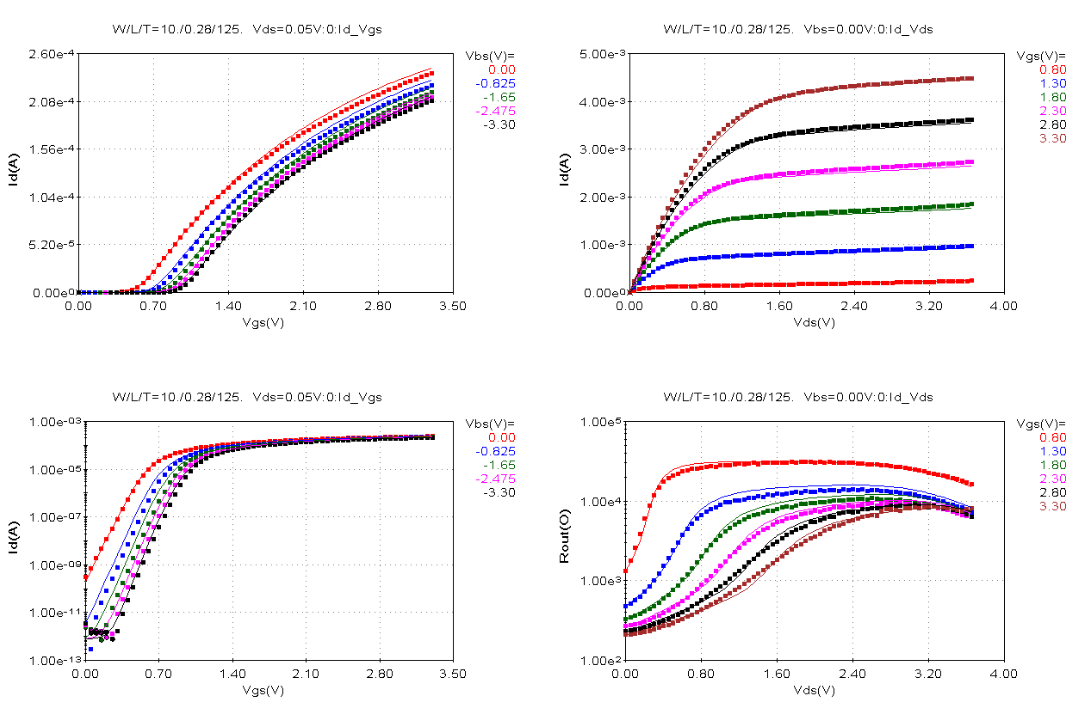 W/L/T=10./0.28/125. Vds=0.05V:0:Id_Vgs
Vbs(V)=
0.00
-0.825
-1.65
-2.475
-3.30
2.60e-4
2.08e-4
1.56e-4
1.04e-4
5.20e-5
0.00e0
Id(A)
0.00 0.70 1.40 2.10 2.80 3.50
Vgs(V)
W/L/T=10./0.28/125. Vbs=0.00V:0:Id_Vds
Vgs(V)=
0.80
1.30
1.80
2.30
2.80
3.30
5.00e-3
4.00e-3
3.00e-3
2.00e-3
1.00e-3
0.00e0
Id(A)
0.00 0.80 1.60 2.40 3.20 4.00
Vds(V)
W/L/T=10./0.28/125. Vds=0.05V:0:Id_Vgs
Vbs(V)=
0.00
-0.825
-1.65
-2.475
-3.30
1.00e-03
1.00e-05
1.00e-07
1.00e-09
1.00e-11
1.00e-13
Id(A)
0.00 0.70 1.40 2.10 2.80 3.50
Vgs(V)
W/L/T=10./0.28/125. Vbs=0.00V:0:Id_Vds
Vgs(V)=
0.80
1.30
1.80
2.30
2.80
3.30
1.00e5
1.00e4
1.00e3
1.00e2
Rout(O)
0.00 0.80 1.60 2.40 3.20 4.00
Vds(V)